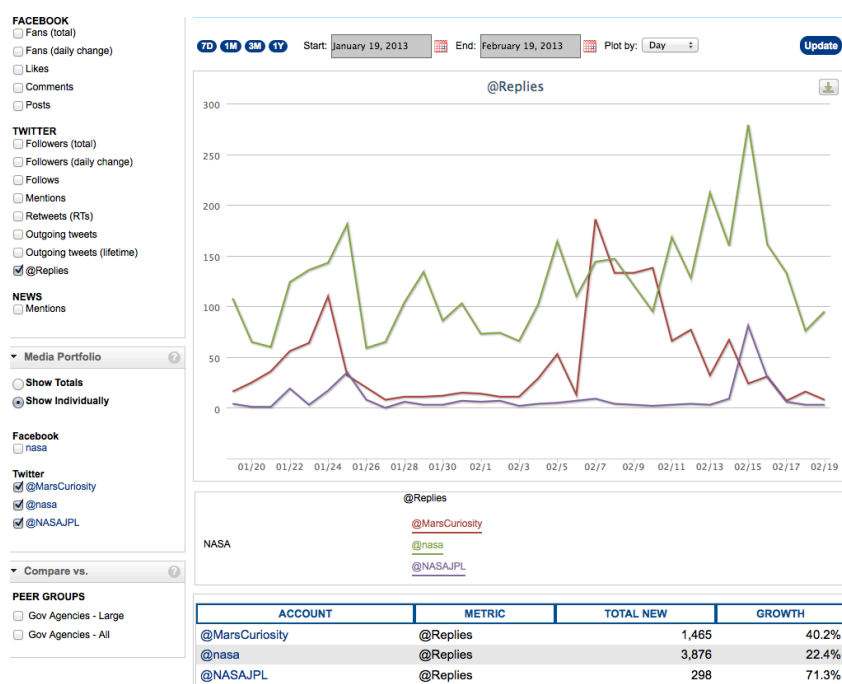 FACEBOOK
Fans (total)
Fans (daily change)
Likes
Comments
Posts
TWITTER
Followers (total)
Followers (daily change)
Follows
Mentions
Retweets (RTs)
Outgoing tweets
Outgoing tweets (lifetime)
@Replies
NEWS
Mentions
Media Portfolio ?
Show Totals
Show Individually
Facebook
nasa
Twitter
@MarsCuriosity
@nasa
@NASAJPL
Compare vs. ?
PEER GROUPS
Gov Agencies - Large
Gov Agencies - All
7D 1M 3M 1Y Start: January 19, 2013 End: February 19, 2013 Plot by: Day Update
@Replies
300
250
200
150
100
50
0
01/20 01/22 01/24 01/26 01/28 01/30 02/1 02/3 02/5 02/7 02/9 02/11 02/13 02/15 02/17 02/19
@Replies
@MarsCuriosity
NASA @nasa
@NASAJPL
ACCOUNT METRIC TOTAL NEW GROWTH
@MarsCuriosity @Replies 1,465 40.2%
@nasa @Replies 3,876 22.4%
@NASAJPL @Replies 298 71.3%